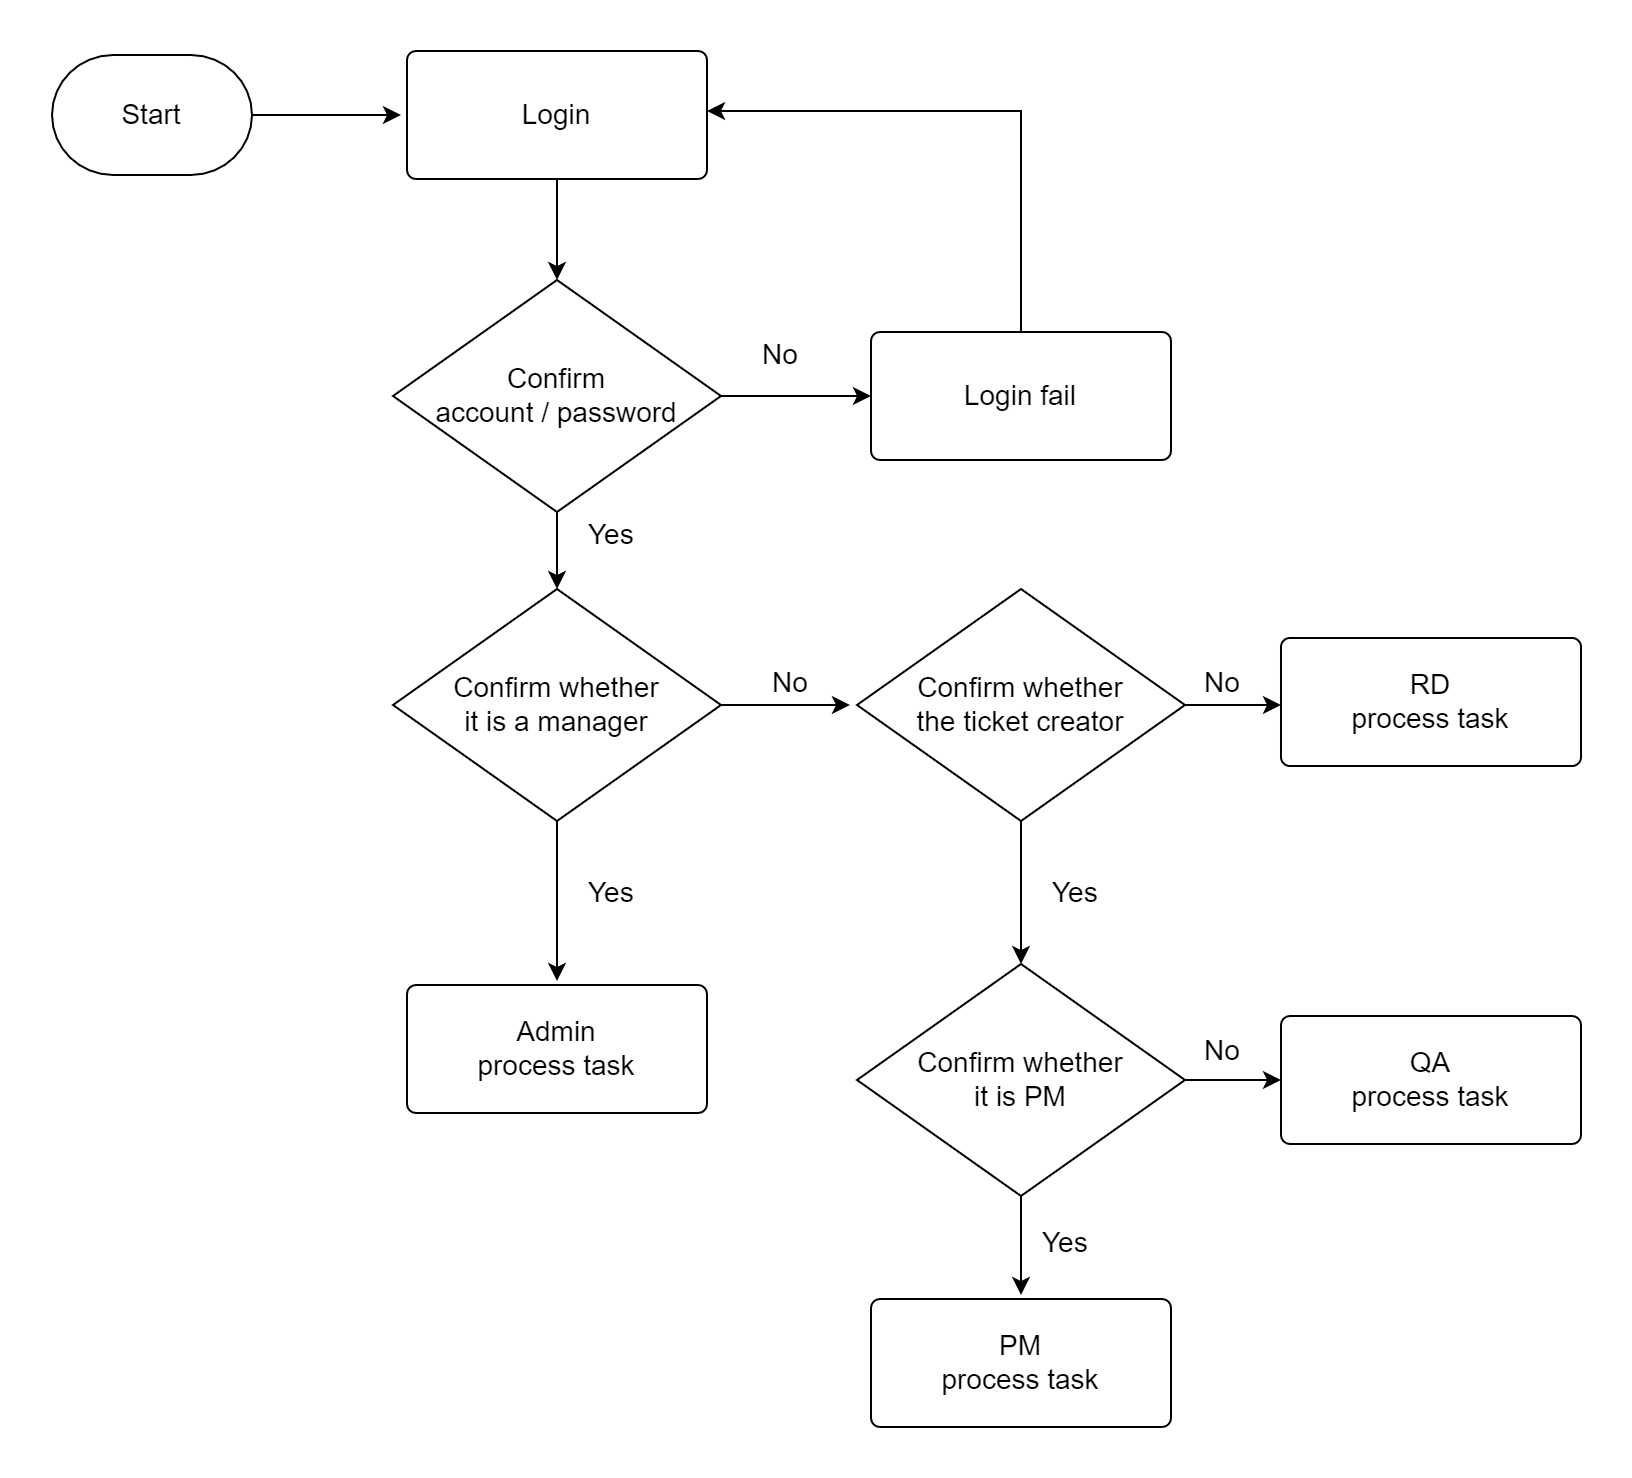 Start
Login
Confirm
account / password
No
Login fail
Yes
Confirm whether
it is a manager
No
Confirm whether
the ticket creator
No
RD
process task
Yes
Yes
Admin
process task
Confirm whether
it is PM
No
QA
process task
Yes
PM
process task